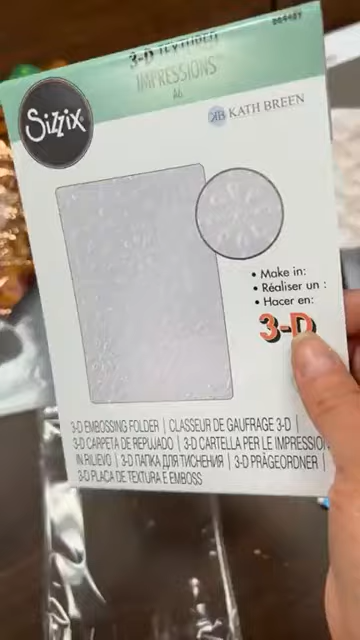 3-D TEXTURED
IMPRESSIONS
A6
Sizzix
KB KATH BREEN
• Make in:
• Réaliser un :
• Hacer en:
3-D
3-D EMBOSSING FOLDER | CLASSEUR DE GAUFRAGE 3-D |
3-D CARPETA DE REPUJADO | 3-D CARTELLA PER LE IMPRESSION
IN RILIEVO | 3-D ПАПКА ДЛЯ ТИСНЕНИЯ | 3-D PRÄGEORDNER |
3-D PLACA DE TEXTURA E EMBOSS